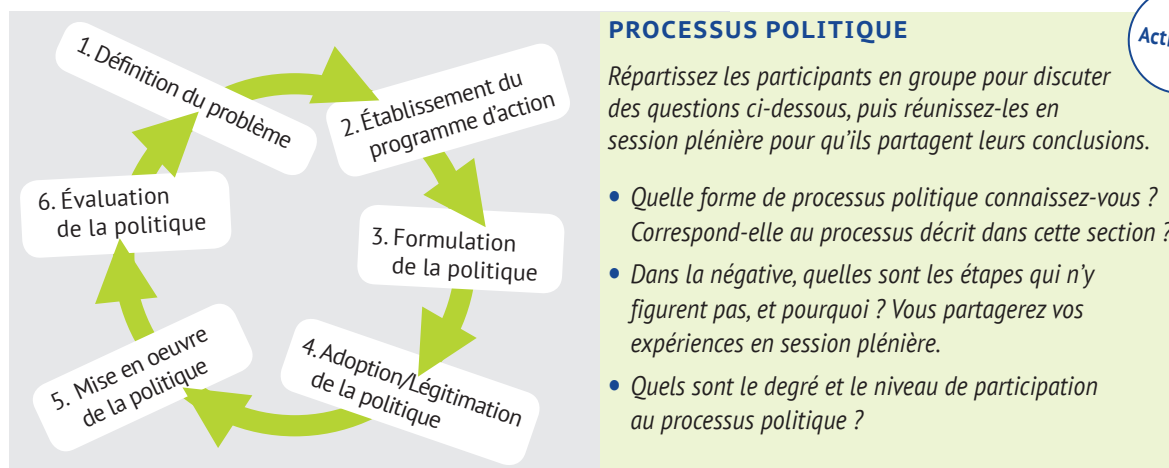 1. Définition du problème
2. Établissement du
programme d'action
3. Formulation
de la politique
4. Adoption/Légitimation
de la politique
5. Mise en oeuvre
de la politique
6. Évaluation
de la politique
PROCESSUS POLITIQUE
Répartissez les participants en groupe pour discuter
des questions ci-dessous, puis réunissez-les en
session plénière pour qu'ils partagent leurs conclusions.
• Quelle forme de processus politique connaissez-vous ?
Correspond-elle au processus décrit dans cette section ?
• Dans la négative, quelles sont les étapes qui n'y
figurent pas, et pourquoi ? Vous partagerez vos
expériences en session plénière.
• Quels sont le degré et le niveau de participation
au processus politique ?